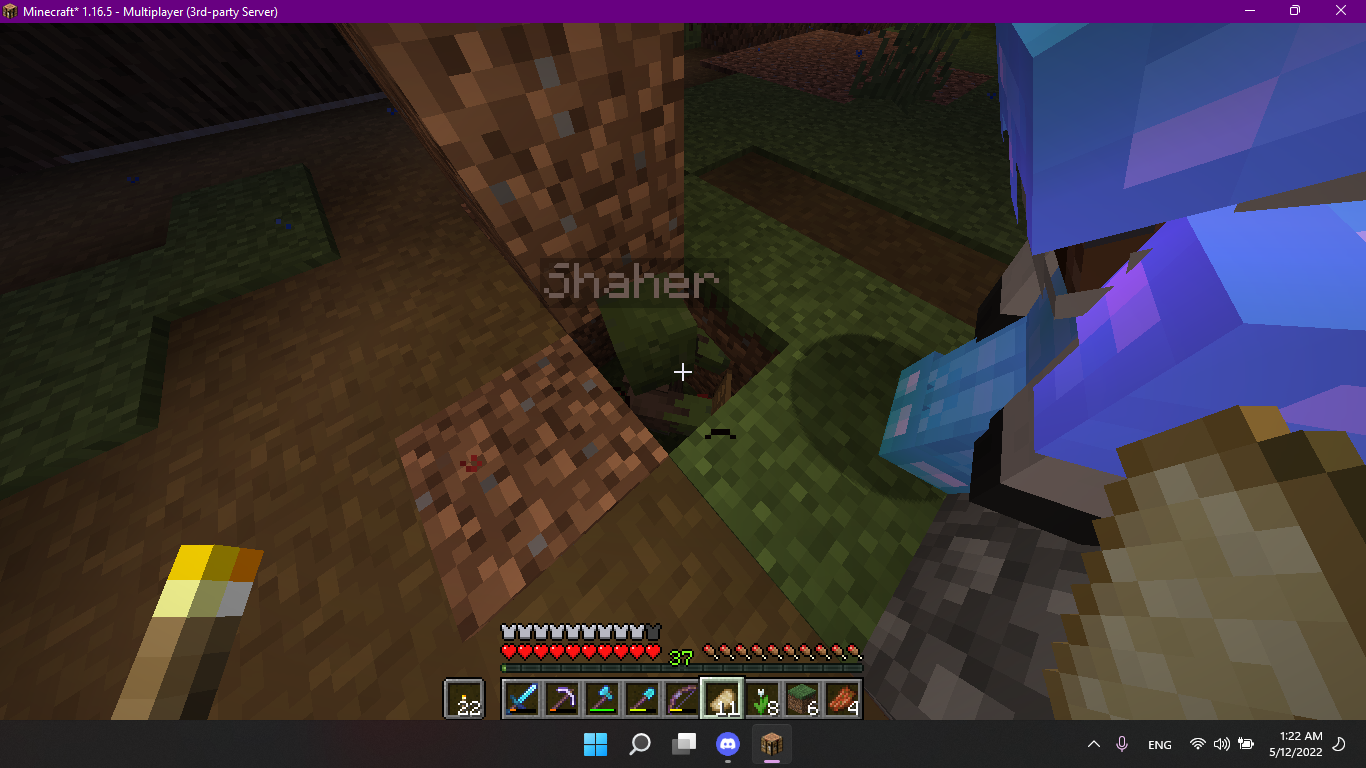 Minecraft* 1.16.5 - Multiplayer (3rd-party Server)
Shaher
37
22
11
8
6
4
ENG
1:22 AM
5/12/2022